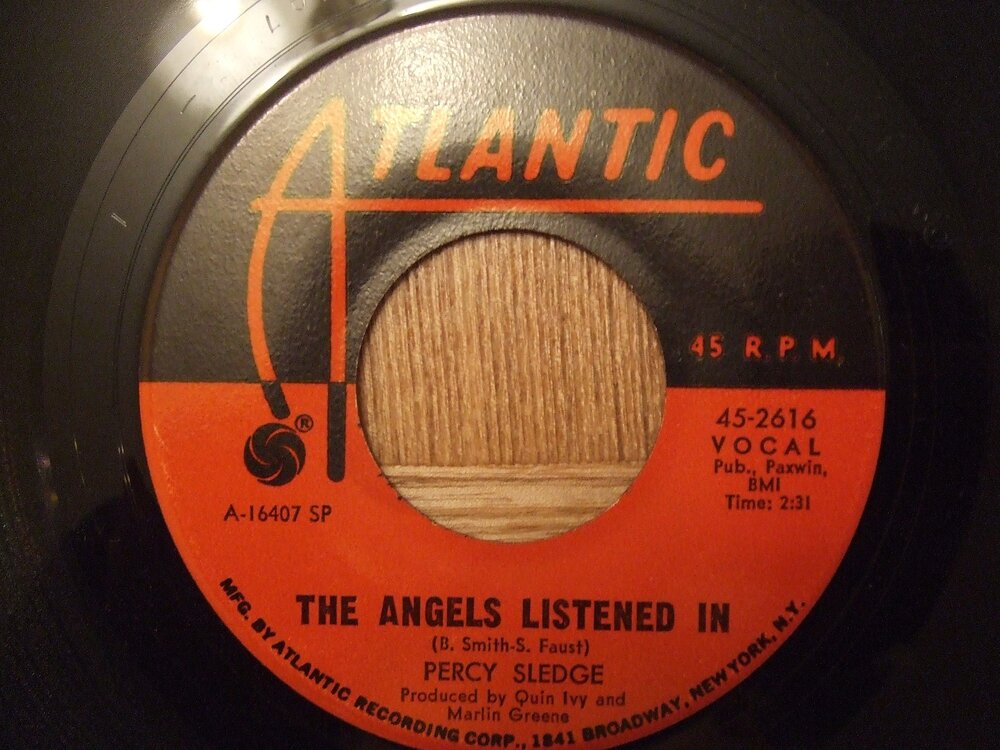 ATLANTIC
45 R P M
45-2616
VOCAL
Pub., Paxwin,
BMI
Time: 2:31
®
A-16407 SP
THE ANGELS LISTENED IN
(B. Smith-S. Faust)
PERCY SLEDGE
Produced by Quin Ivy and
Marlin Greene
MFG. BY ATLANTIC RECORDING CORP., 1841 BROADWAY, NEW YORK, N.Y.